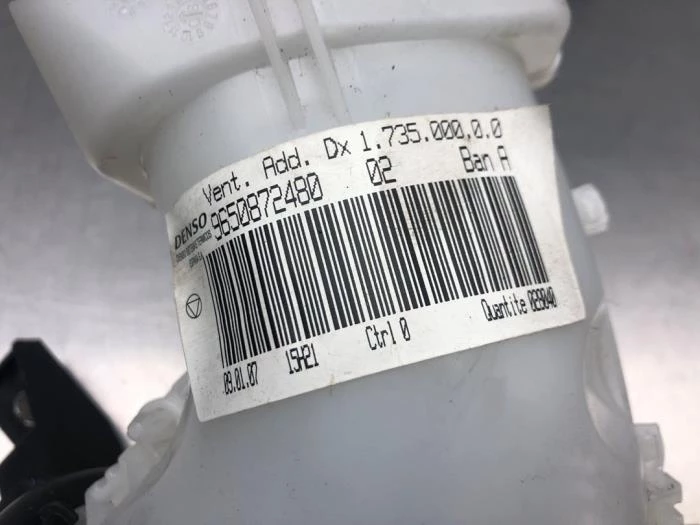 Vent. Add. Dx 1.735.000.0.0
DENSO
9650872480 02 Ban A
09.01.07 15H21 Ctrl 0 Quantite 029040